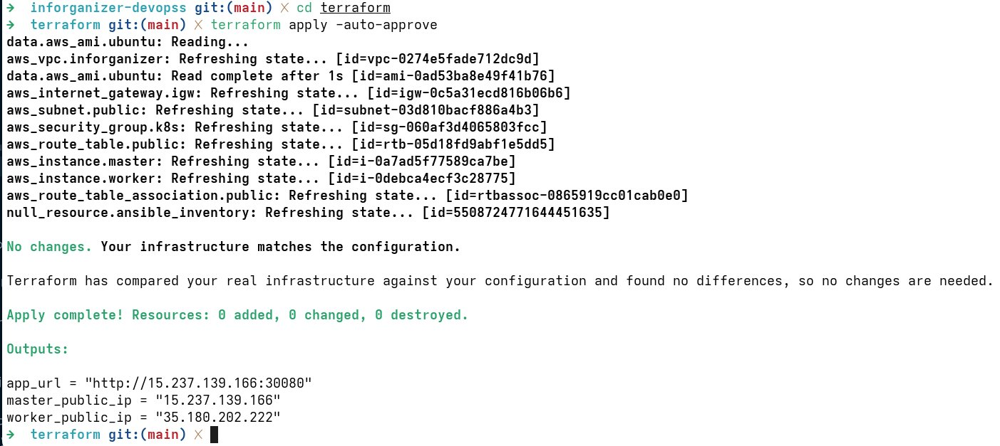 → inforganizer-devopss git:(main) ✗ cd terraform
→ terraform git:(main) ✗ terraform apply -auto-approve
data.aws_ami.ubuntu: Reading...
aws_vpc.inforganizer: Refreshing state... [id=vpc-0274e5fade712dc9d]
data.aws_ami.ubuntu: Read complete after 1s [id=ami-0ad53ba8e49f41b76]
aws_internet_gateway.igw: Refreshing state... [id=igw-0c5a31ecd816b06b6]
aws_subnet.public: Refreshing state... [id=subnet-03d810bacf886a4b3]
aws_security_group.k8s: Refreshing state... [id=sg-060af3d4065803fcc]
aws_route_table.public: Refreshing state... [id=rtb-05d18fd9abf1e5dd5]
aws_instance.master: Refreshing state... [id=i-0a7ad5f77589ca7be]
aws_instance.worker: Refreshing state... [id=i-0debca4ecf3c28775]
aws_route_table_association.public: Refreshing state... [id=rtbassoc-0865919cc01cab0e0]
null_resource.ansible_inventory: Refreshing state... [id=5508724771644451635]
No changes. Your infrastructure matches the configuration.
Terraform has compared your real infrastructure against your configuration and found no differences, so no changes are needed.
Apply complete! Resources: 0 added, 0 changed, 0 destroyed.
Outputs:
app_url = "http://15.237.139.166:30080"
master_public_ip = "15.237.139.166"
worker_public_ip = "35.180.202.222"
→ terraform git:(main) ✗